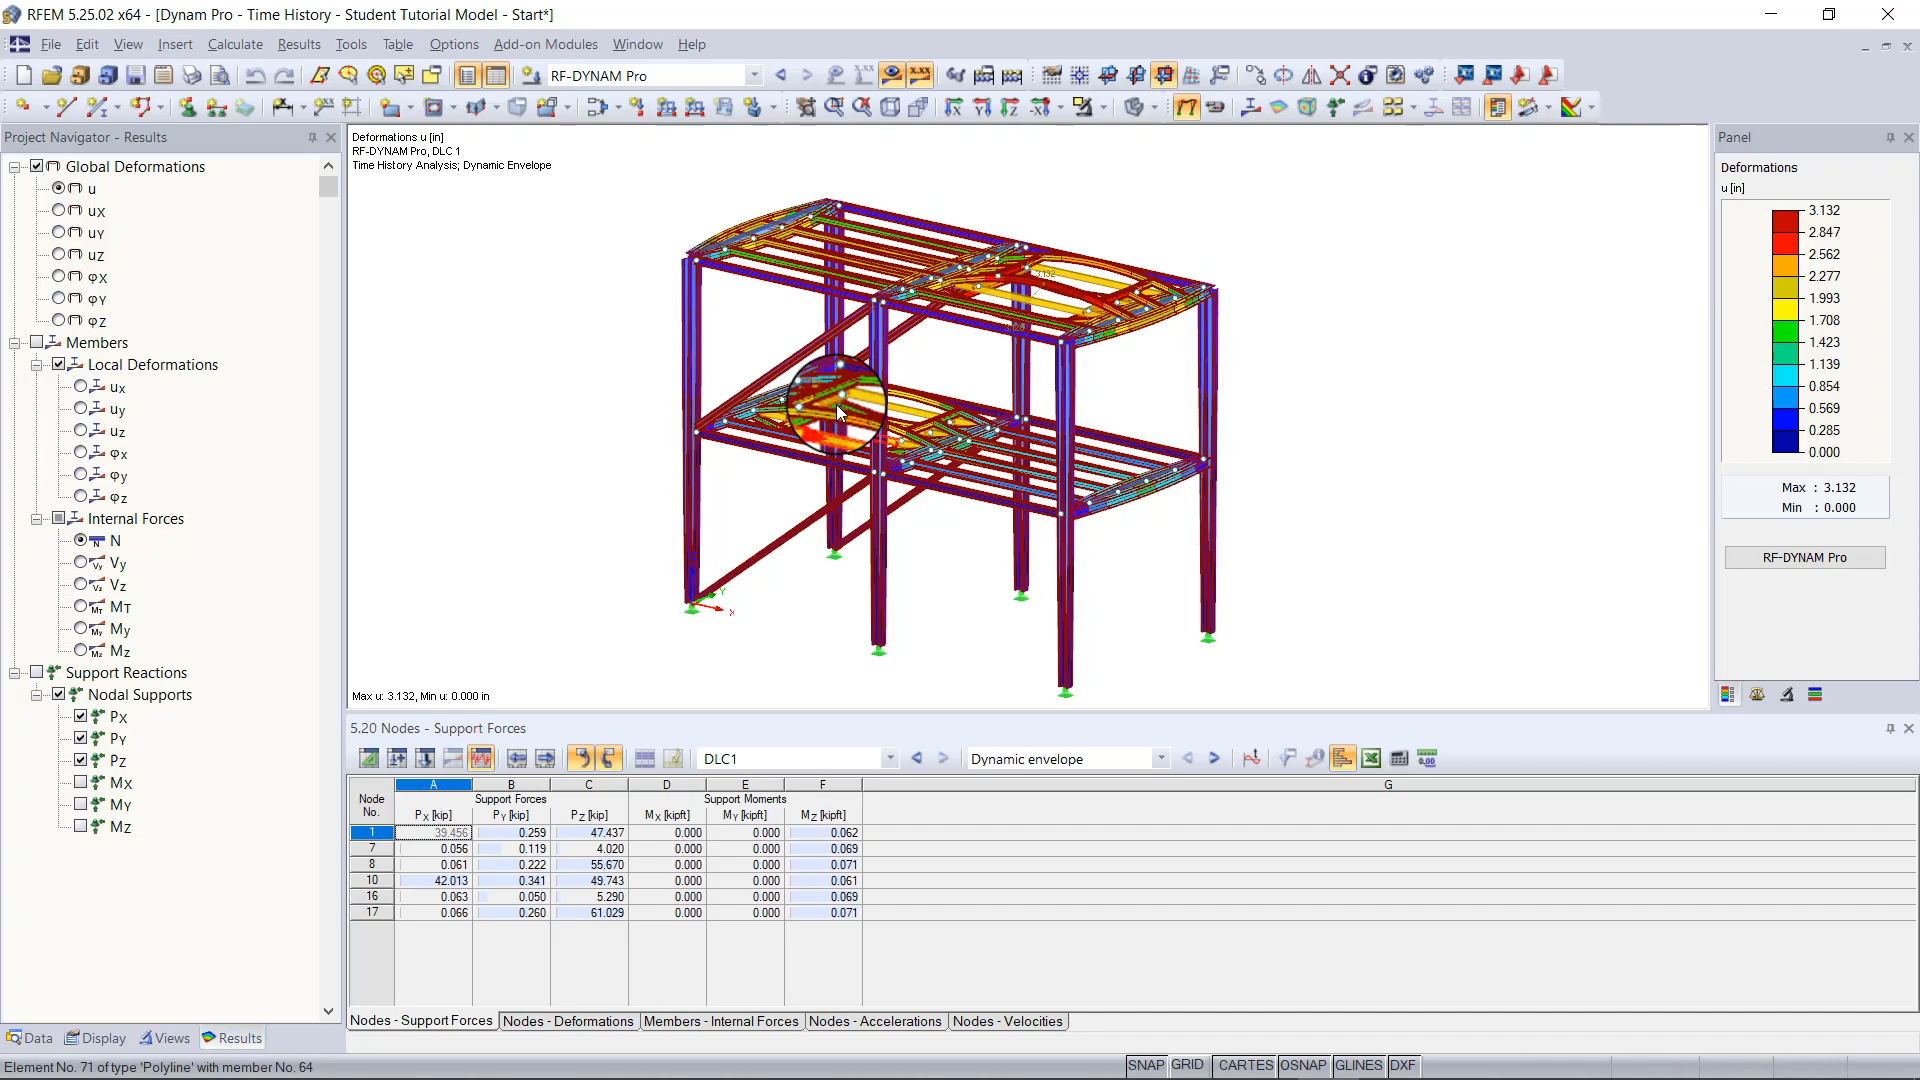 RFEM 5.25.02 x64 - [Dynam Pro - Time History - Student Tutorial Model - Start*]
File Edit View Insert Calculate Results Tools Table Options Add-on Modules Window Help
RF-DYNAM Pro
Project Navigator - Results
Global Deformations
u
uX
uY
uZ
φX
φY
φZ
Members
Local Deformations
ux
uy
uz
φx
φy
φz
Internal Forces
N
Vy
Vz
MT
My
Mz
Support Reactions
Nodal Supports
PX
PY
PZ
MX
MY
MZ
Data Display Views Results
Deformations u [in]
RF-DYNAM Pro, DLC 1
Time History Analysis; Dynamic Envelope
3.132
Y
X
Max u: 3.132, Min u: 0.000 in
Panel
Deformations
u [in]
3.132
2.847
2.562
2.277
1.993
1.708
1.423
1.139
0.854
0.569
0.285
0.000
Max : 3.132
Min : 0.000
RF-DYNAM Pro
5.20 Nodes - Support Forces
DLC1 Dynamic envelope
A B C D E F G
Node Support Forces Support Moments
No. PX [kip] PY [kip] PZ [kip] MX [kipft] MY [kipft] MZ [kipft]
1 39.456 0.259 47.437 0.000 0.000 0.062
7 0.056 0.119 4.020 0.000 0.000 0.069
8 0.061 0.222 55.670 0.000 0.000 0.071
10 42.013 0.341 49.743 0.000 0.000 0.061
16 0.063 0.050 5.290 0.000 0.000 0.069
17 0.066 0.260 61.029 0.000 0.000 0.071
Nodes - Support Forces Nodes - Deformations Members - Internal Forces Nodes - Accelerations Nodes - Velocities
Element No. 71 of type 'Polyline' with member No. 64
SNAP GRID CARTES OSNAP GLINES DXF